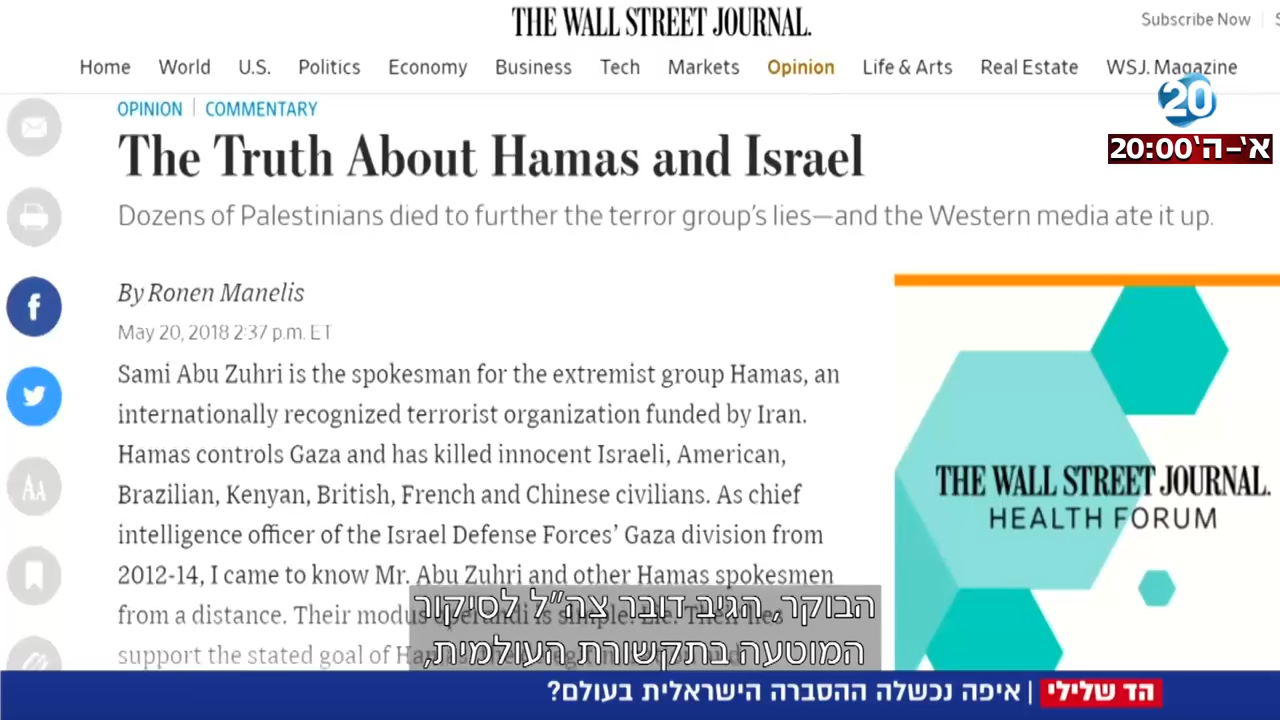 THE WALL STREET JOURNAL.
Subscribe Now
Home World U.S. Politics Economy Business Tech Markets Opinion Life & Arts Real Estate WSJ. Magazine
20
א'-ה' 20:00
OPINION | COMMENTARY
The Truth About Hamas and Israel
Dozens of Palestinians died to further the terror group's lies—and the Western media ate it up.
By Ronen Manelis
May 20, 2018 2:37 p.m. ET
Sami Abu Zuhri is the spokesman for the extremist group Hamas, an
internationally recognized terrorist organization funded by Iran.
Hamas controls Gaza and has killed innocent Israeli, American,
Brazilian, Kenyan, British, French and Chinese civilians. As chief
intelligence officer of the Israel Defense Forces' Gaza division from
2012-14, I came to know Mr. Abu Zuhri and other Hamas spokesmen
from a distance. Their modus operandi is simple: Lie. Their lies
support the stated goal of
THE WALL STREET JOURNAL.
HEALTH FORUM
הבוקר, הגיב דובר צה"ל לסיקור
המוטעה בתקשורת העולמית,
הד שלילי | איפה נכשלה ההסברה הישראלית בעולם?